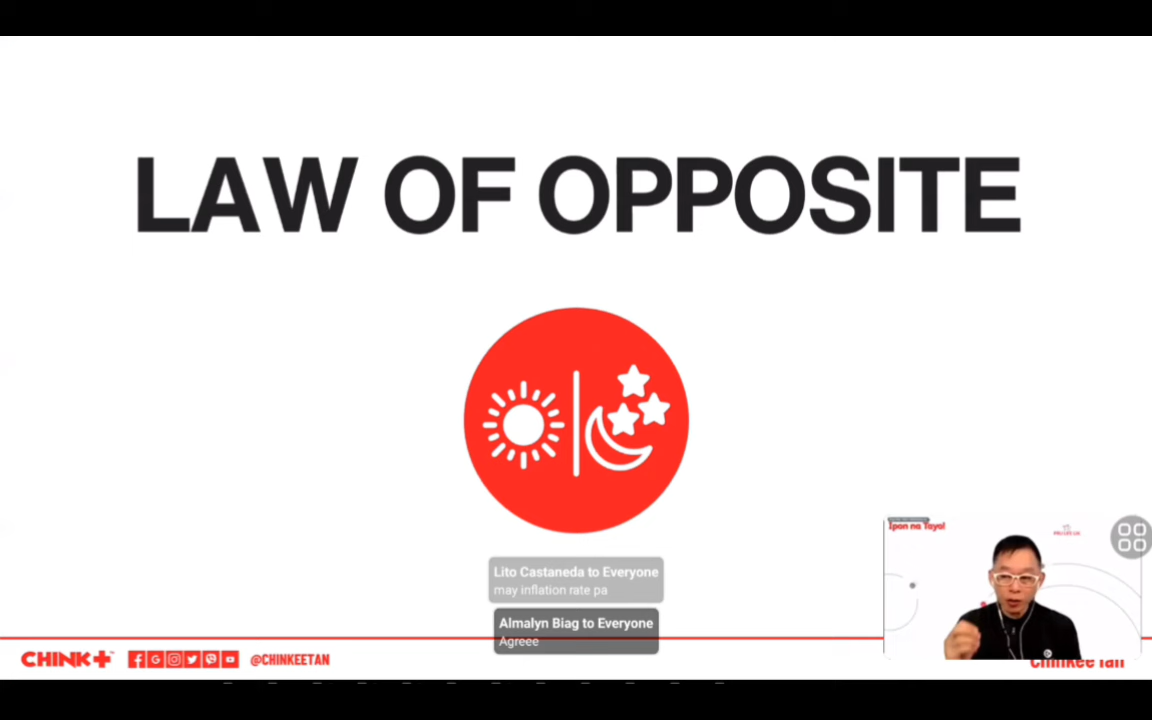 LAW OF OPPOSITE
Lito Castaneda to Everyone
may inflation rate pa
Almalyn Biag to Everyone
Agreee
Ipon na Tayo!
CHINK+
@CHINKEETAN
Chinkee Tan